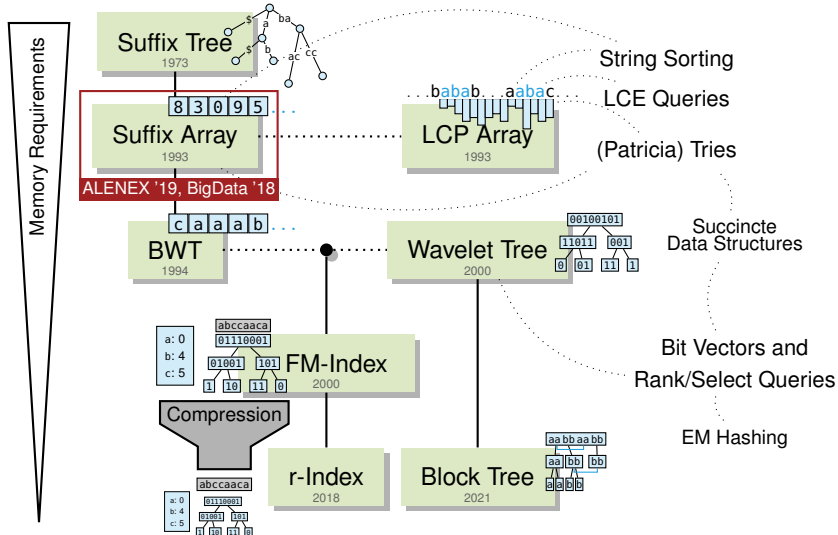 Memory Requirements
Suffix Tree
1973
$
a
ba
$
b
ac
cc
String Sorting
LCE Queries
(Patricia) Tries
Succincte
Data Structures
Bit Vectors and
Rank/Select Queries
EM Hashing
8 3 0 9 5 ...
Suffix Array
1993
ALENEX '19, BigData '18
...babab...aabac...
LCP Array
1993
c a a a b ...
BWT
1994
Wavelet Tree
2000
00100101
11011 001
0 01 11 1
a: 0
b: 4
c: 5
abccaaca
01110001
01001 101
1 10 11 0
FM-Index
2000
Compression
abccaaca
a: 0
b: 4
c: 5
01110001
01001 101
1 10 11 0
r-Index
2018
Block Tree
2021
aa bb aa bb
aa bb bb
a a b b